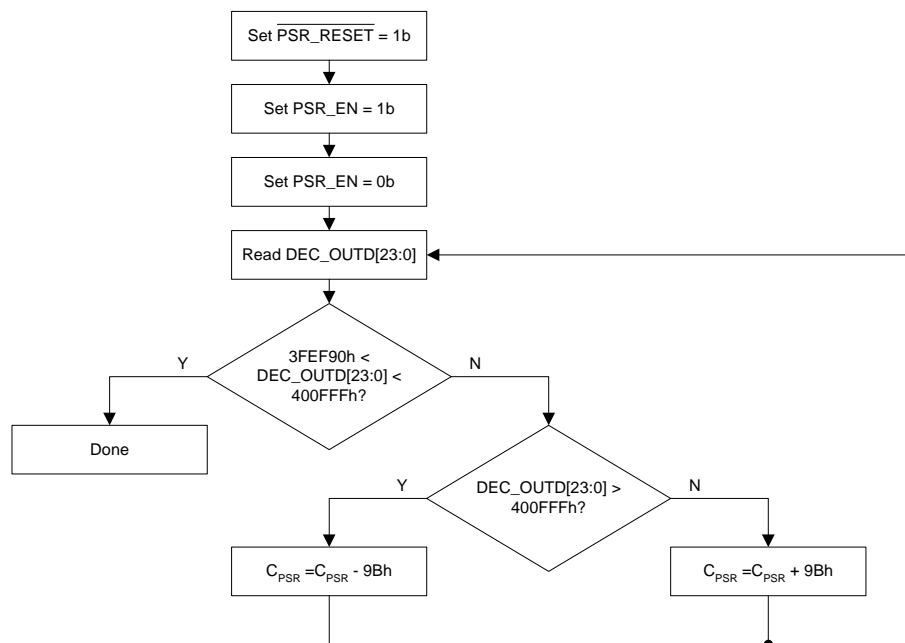 Set PSR_RESET = 1b
Set PSR_EN = 1b
Set PSR_EN = 0b
Read DEC_OUTD[23:0]
3FEF90h <
DEC_OUTD[23:0] <
400FFFh?
Y
N
Done
DEC_OUTD[23:0] >
400FFFh?
Y
N
CPSR =CPSR - 9Bh
CPSR =CPSR + 9Bh